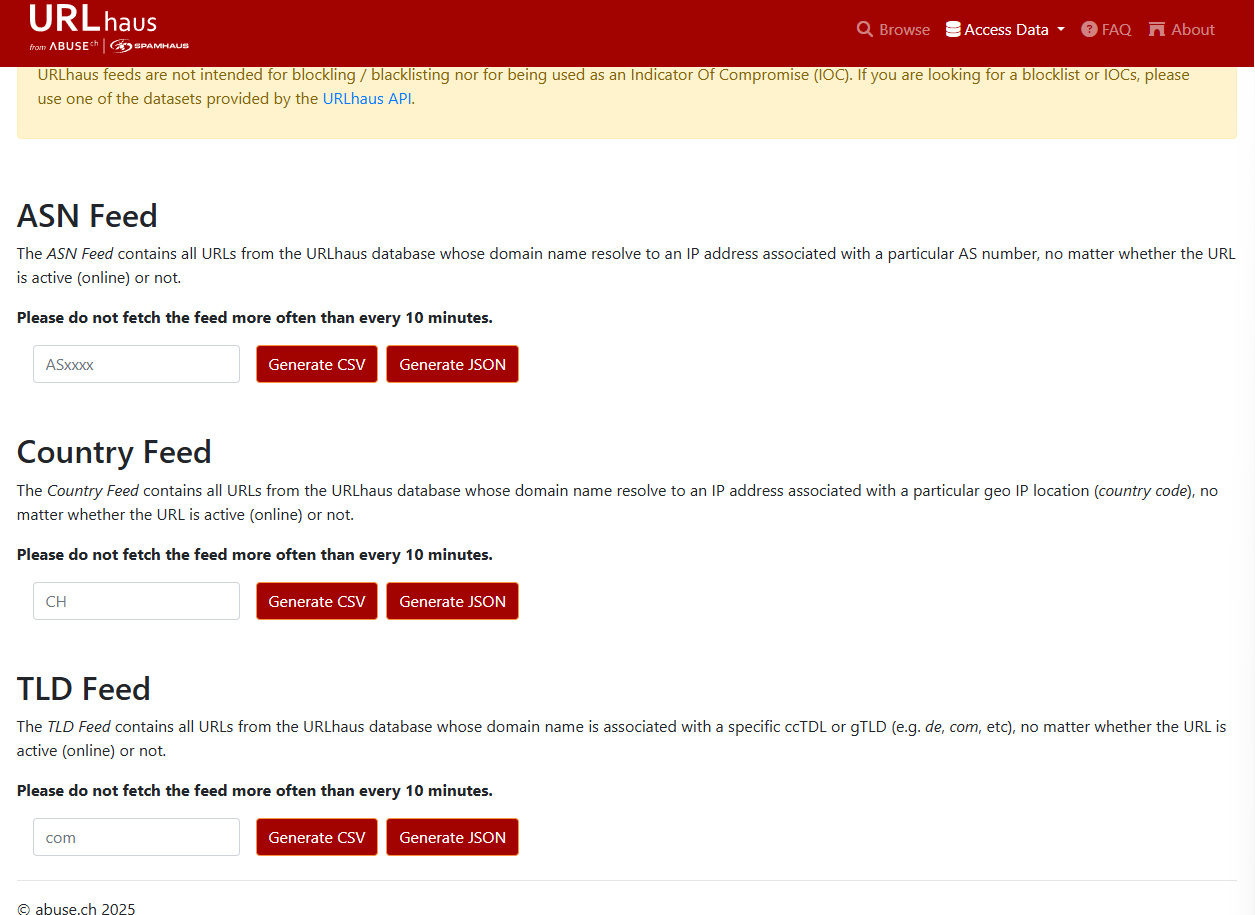 URLhaus
from ABUSE.ch | SPAMHAUS
Browse Access Data FAQ About
URLhaus feeds are not intended for blockling / blacklisting nor for being used as an Indicator Of Compromise (IOC). If you are looking for a blocklist or IOCs, please
use one of the datasets provided by the URLhaus API.
ASN Feed
The ASN Feed contains all URLs from the URLhaus database whose domain name resolve to an IP address associated with a particular AS number, no matter whether the URL
is active (online) or not.
Please do not fetch the feed more often than every 10 minutes.
ASxxxx Generate CSV Generate JSON
Country Feed
The Country Feed contains all URLs from the URLhaus database whose domain name resolve to an IP address associated with a particular geo IP location (country code), no
matter whether the URL is active (online) or not.
Please do not fetch the feed more often than every 10 minutes.
CH Generate CSV Generate JSON
TLD Feed
The TLD Feed contains all URLs from the URLhaus database whose domain name is associated with a specific ccTDL or gTLD (e.g. de, com, etc), no matter whether the URL is
active (online) or not.
Please do not fetch the feed more often than every 10 minutes.
com Generate CSV Generate JSON
© abuse.ch 2025